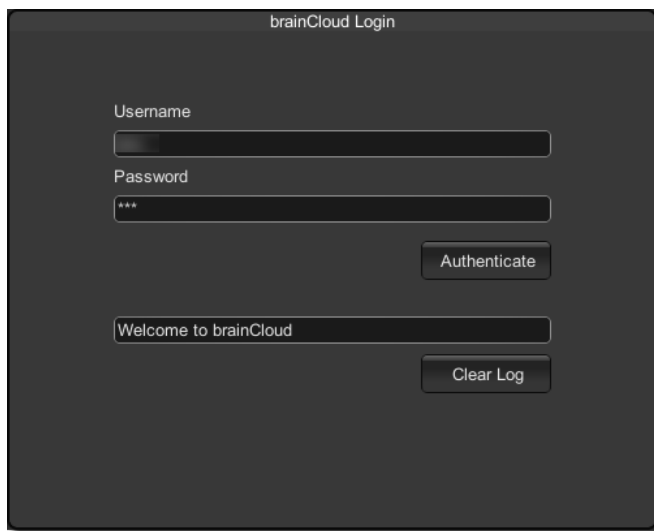 brainCloud Login
Username
Password
***
Authenticate
Welcome to brainCloud
Clear Log